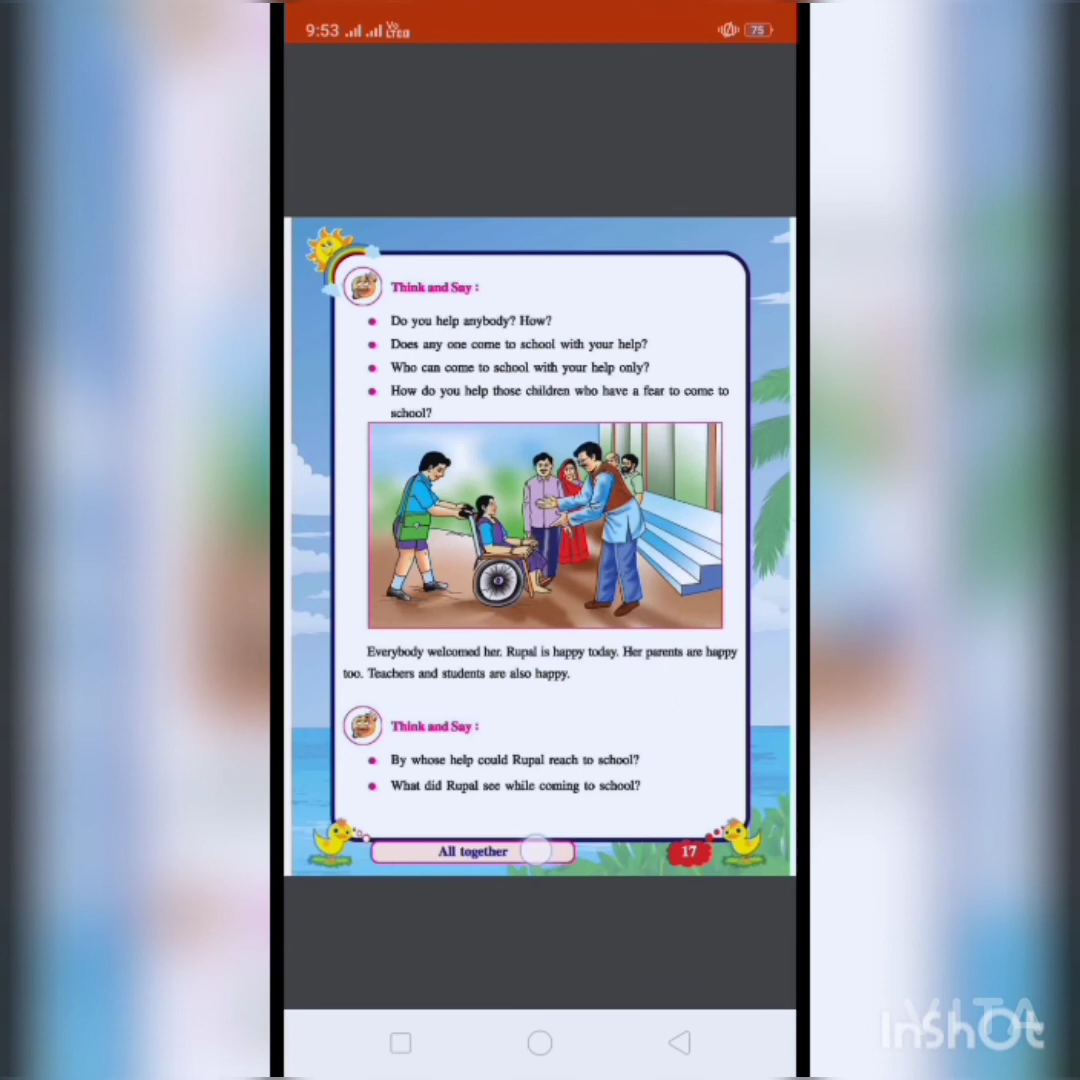 9:53
Vo
LTE
75
Think and Say :
Do you help anybody? How?
Does any one come to school with your help?
Who can come to school with your help only?
How do you help those children who have a fear to come to
school?
Everybody welcomed her. Rupal is happy today. Her parents are happy
too. Teachers and students are also happy.
Think and Say :
By whose help could Rupal reach to school?
What did Rupal see while coming to school?
All together
17
VITA
InShOt